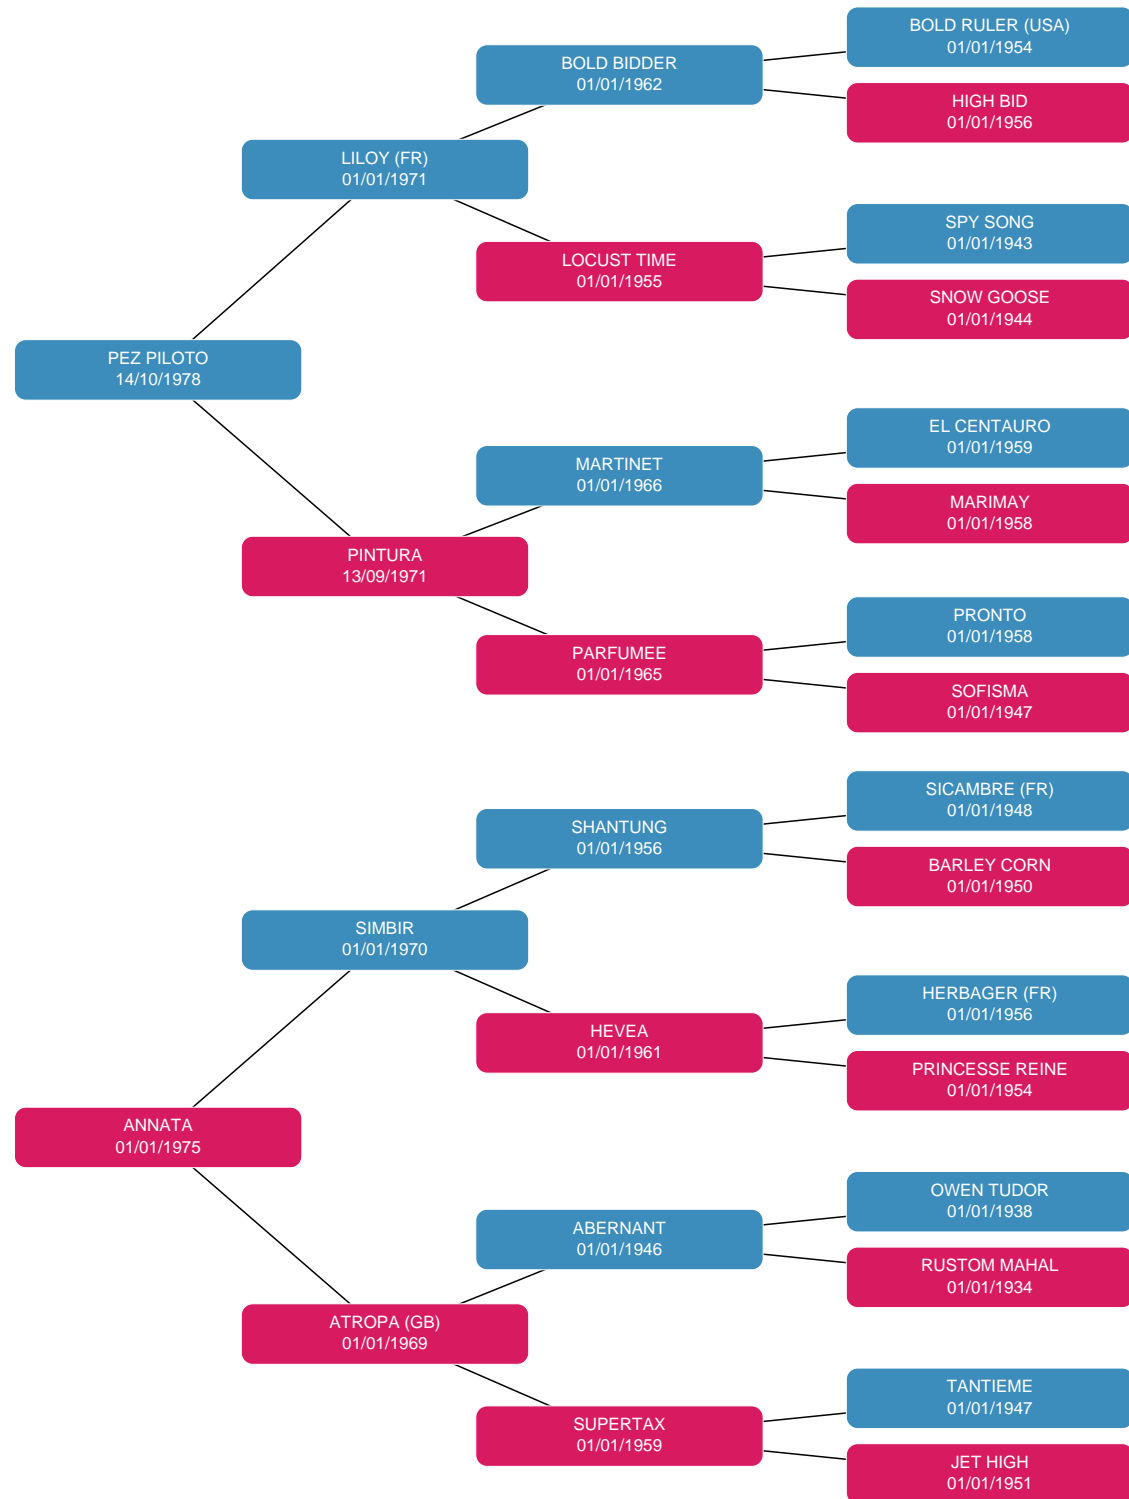 BOLD RULER (USA)
01/01/1954
BOLD BIDDER
01/01/1962
HIGH BID
01/01/1956
LILOY (FR)
01/01/1971
SPY SONG
01/01/1943
LOCUST TIME
01/01/1955
SNOW GOOSE
01/01/1944
PEZ PILOTO
14/10/1978
EL CENTAURO
01/01/1959
MARTINET
01/01/1966
MARIMAY
01/01/1958
PINTURA
13/09/1971
PRONTO
01/01/1958
PARFUMEE
01/01/1965
SOFISMA
01/01/1947
SICAMBRE (FR)
01/01/1948
SHANTUNG
01/01/1956
BARLEY CORN
01/01/1950
SIMBIR
01/01/1970
HERBAGER (FR)
01/01/1956
HEVEA
01/01/1961
PRINCESSE REINE
01/01/1954
ANNATA
01/01/1975
OWEN TUDOR
01/01/1938
ABERNANT
01/01/1946
RUSTOM MAHAL
01/01/1934
ATROPA (GB)
01/01/1969
TANTIEME
01/01/1947
SUPERTAX
01/01/1959
JET HIGH
01/01/1951